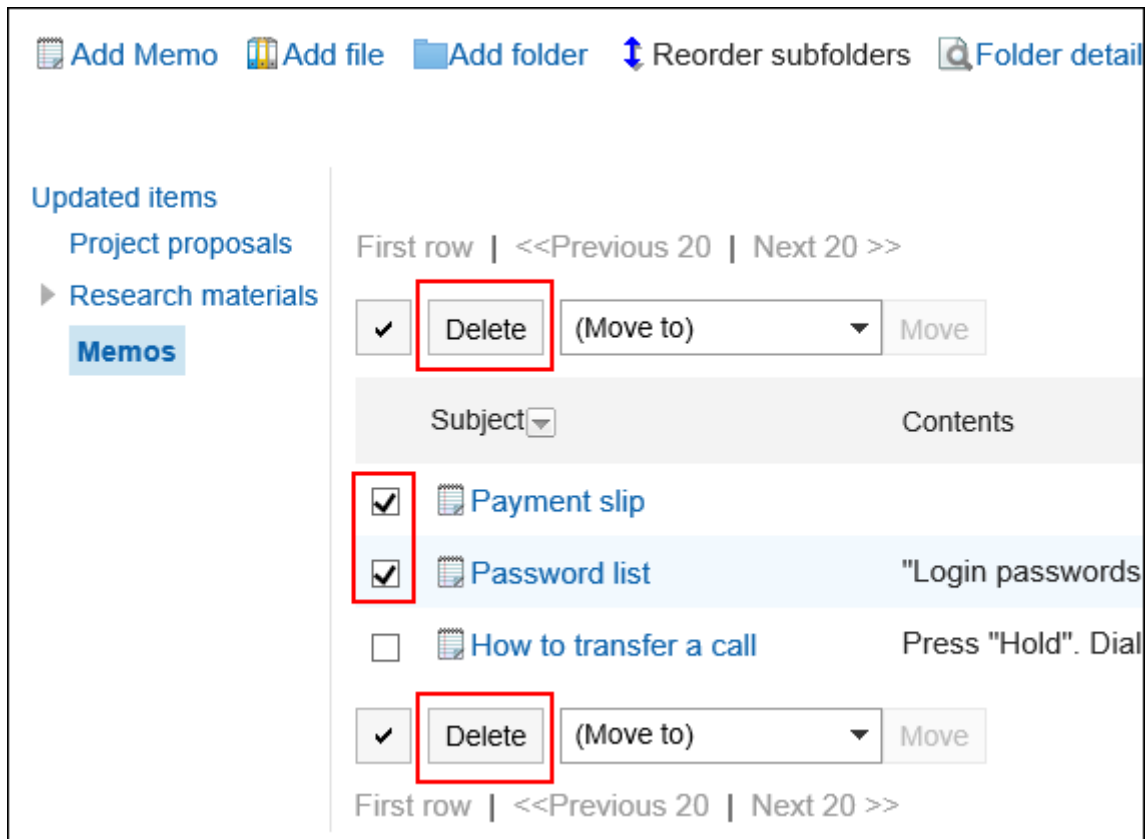 Add Memo Add file Add folder Reorder subfolders Folder detail
Updated items
Project proposals
Research materials
Memos
First row | <<Previous 20 | Next 20 >>
Delete (Move to) Move
Subject Contents
Payment slip
Password list "Login passwords
How to transfer a call Press "Hold". Dial
Delete (Move to) Move
First row | <<Previous 20 | Next 20 >>